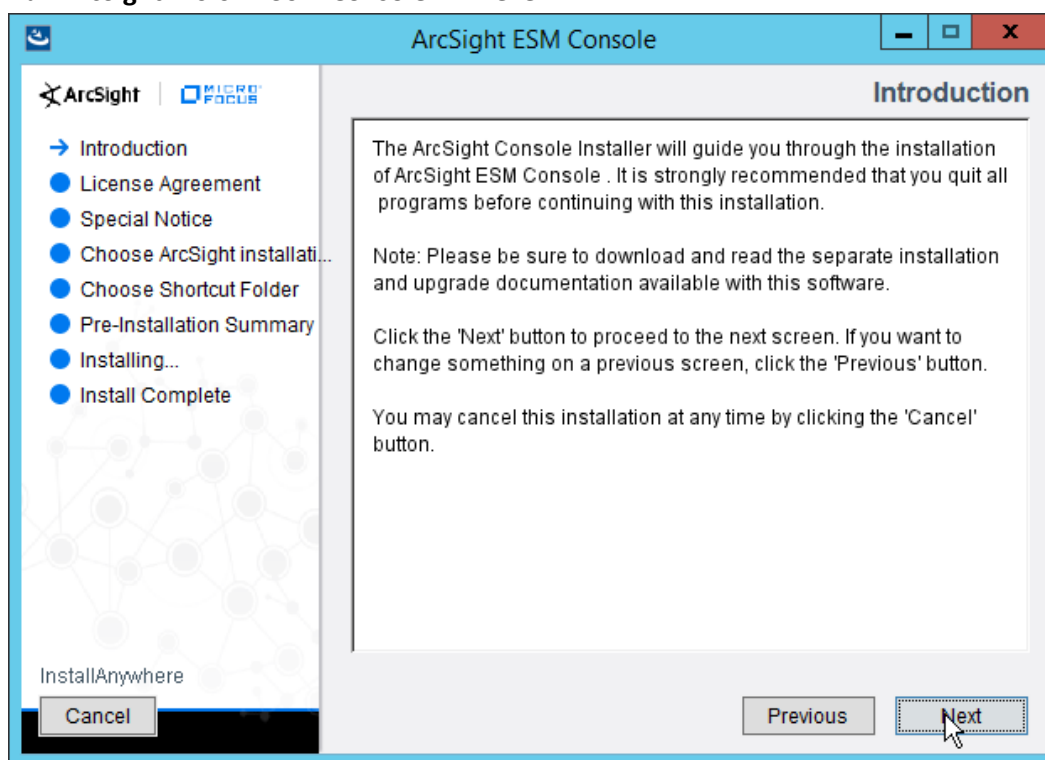 ArcSight ESM Console
ArcSight
MICRO
FOCUS
Introduction
Introduction
License Agreement
Special Notice
Choose ArcSight installati...
Choose Shortcut Folder
Pre-Installation Summary
Installing...
Install Complete
The ArcSight Console Installer will guide you through the installation
of ArcSight ESM Console . It is strongly recommended that you quit all
programs before continuing with this installation.
Note: Please be sure to download and read the separate installation
and upgrade documentation available with this software.
Click the 'Next' button to proceed to the next screen. If you want to
change something on a previous screen, click the 'Previous' button.
You may cancel this installation at any time by clicking the 'Cancel'
button.
InstallAnywhere
Cancel
Previous
Next